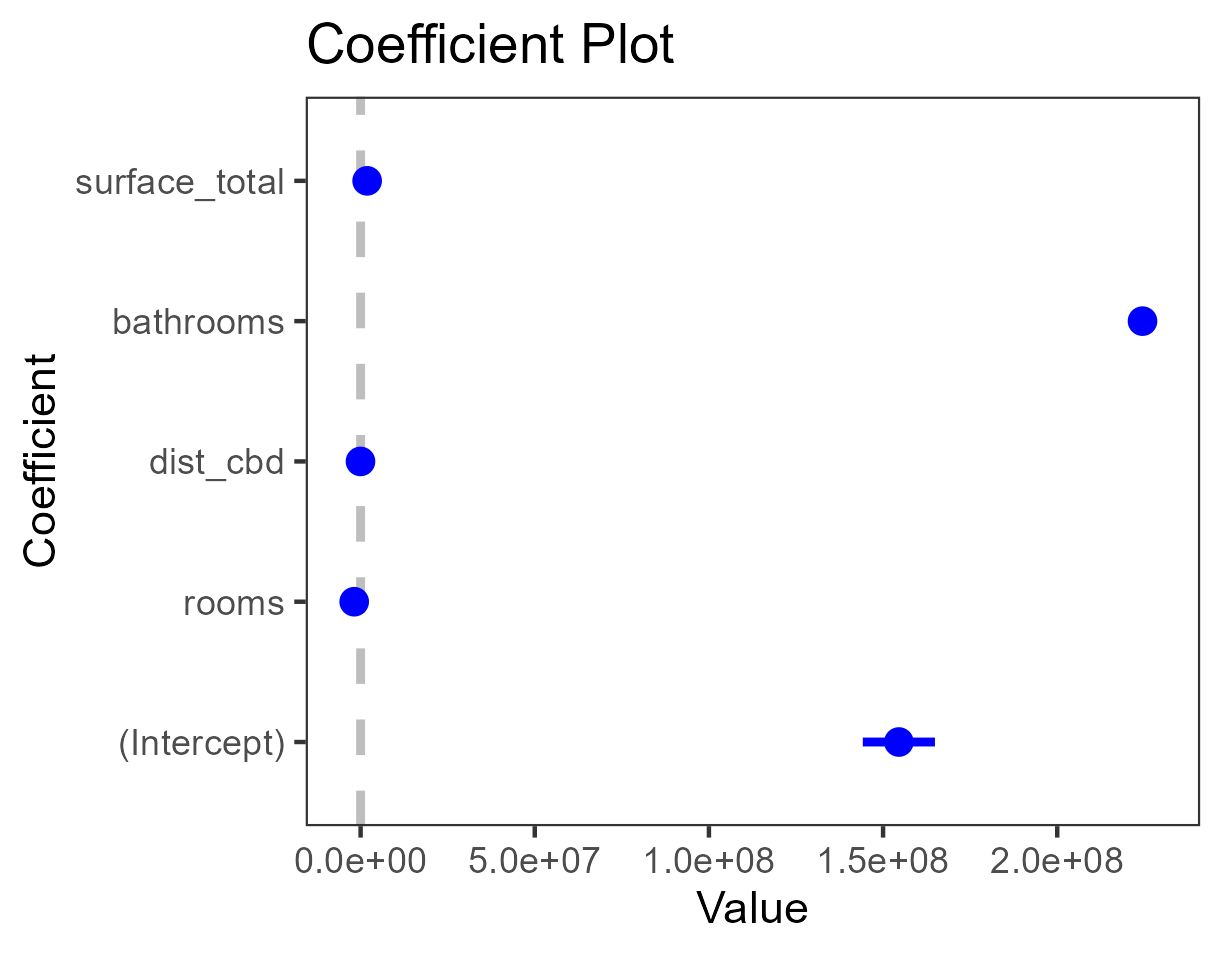 Coefficient Plot
surface_total
bathrooms
dist_cbd
rooms
(Intercept)
Coefficient
0.0e+00 5.0e+07 1.0e+08 1.5e+08 2.0e+08
Value